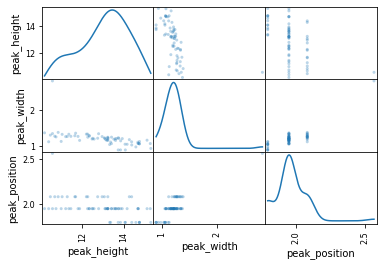 peak_height
14
12
peak_width
2
1
peak_position
2.5
2.0
12
14
1
2
2.0
2.5
peak_height
peak_width
peak_position